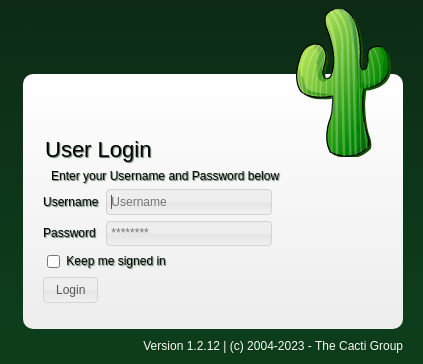 User Login
Enter your Username and Password below
Username Username
Password ********
Keep me signed in
Login
Version 1.2.12 | (c) 2004-2023 - The Cacti Group